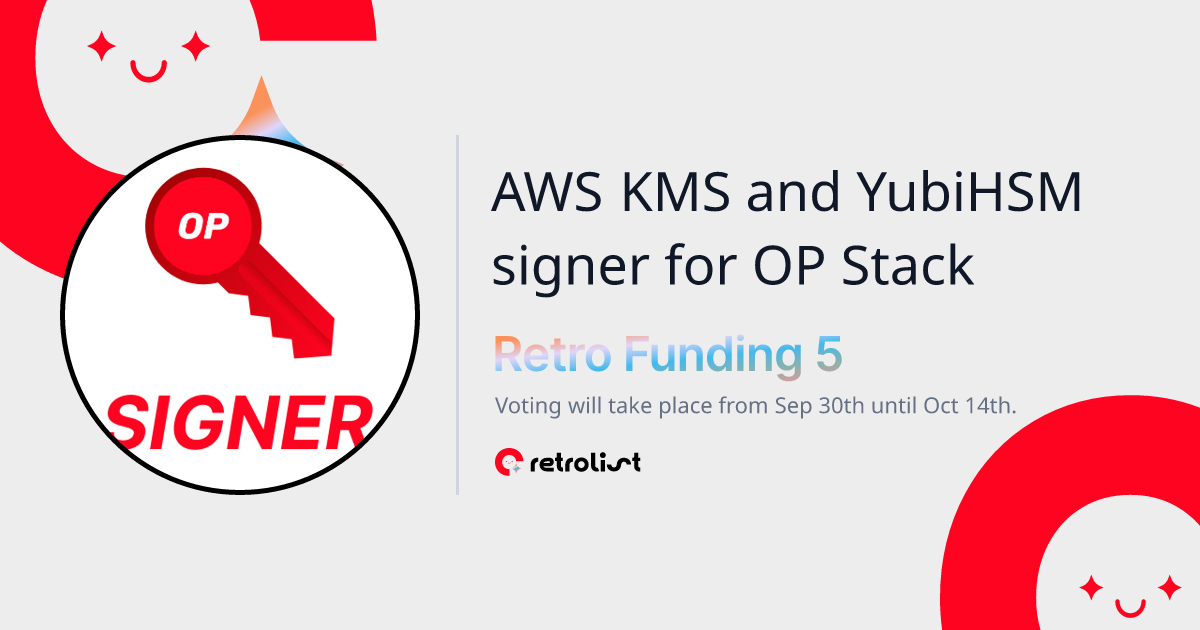 OP
SIGNER
AWS KMS and YubiHSM
signer for OP Stack
Retro Funding 5
Voting will take place from Sep 30th until Oct 14th.
retrolist